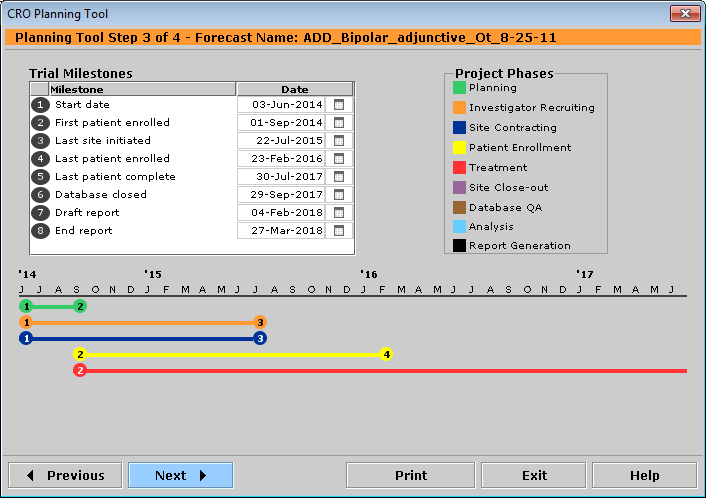 CRO Planning Tool
Planning Tool Step 3 of 4 - Forecast Name: ADD_Bipolar_adjunctive_Ot_8-25-11
Trial Milestones
Milestone Date
1 Start date 03-Jun-2014
2 First patient enrolled 01-Sep-2014
3 Last site initiated 22-Jul-2015
4 Last patient enrolled 23-Feb-2016
5 Last patient complete 30-Jul-2017
6 Database closed 29-Sep-2017
7 Draft report 04-Feb-2018
8 End report 27-Mar-2018
Project Phases
Planning
Investigator Recruiting
Site Contracting
Patient Enrollment
Treatment
Site Close-out
Database QA
Analysis
Report Generation
'14 '15 '16 '17
J J A S O N D J F M A M J J A S O N D J F M A M J J A S O N D J F M A M J
1 2
1 3
1 3
2 4
2
Previous Next Print Exit Help